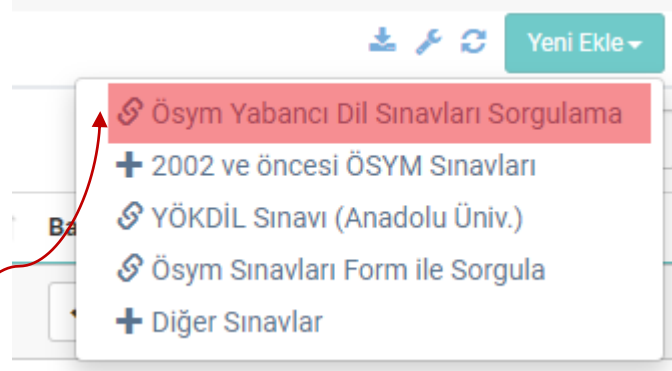 Yeni Ekle
Ösym Yabancı Dil Sınavları Sorgulama
2002 ve öncesi ÖSYM Sınavları
YÖKDİL Sınavı (Anadolu Üniv.)
Ba
Ösym Sınavları Form ile Sorgula
Diğer Sınavlar